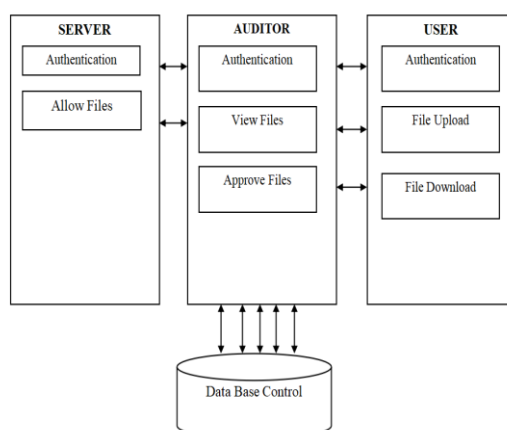 SERVER
Authentication
Allow Files
AUDITOR
Authentication
View Files
Approve Files
USER
Authentication
File Upload
File Download
Data Base Control